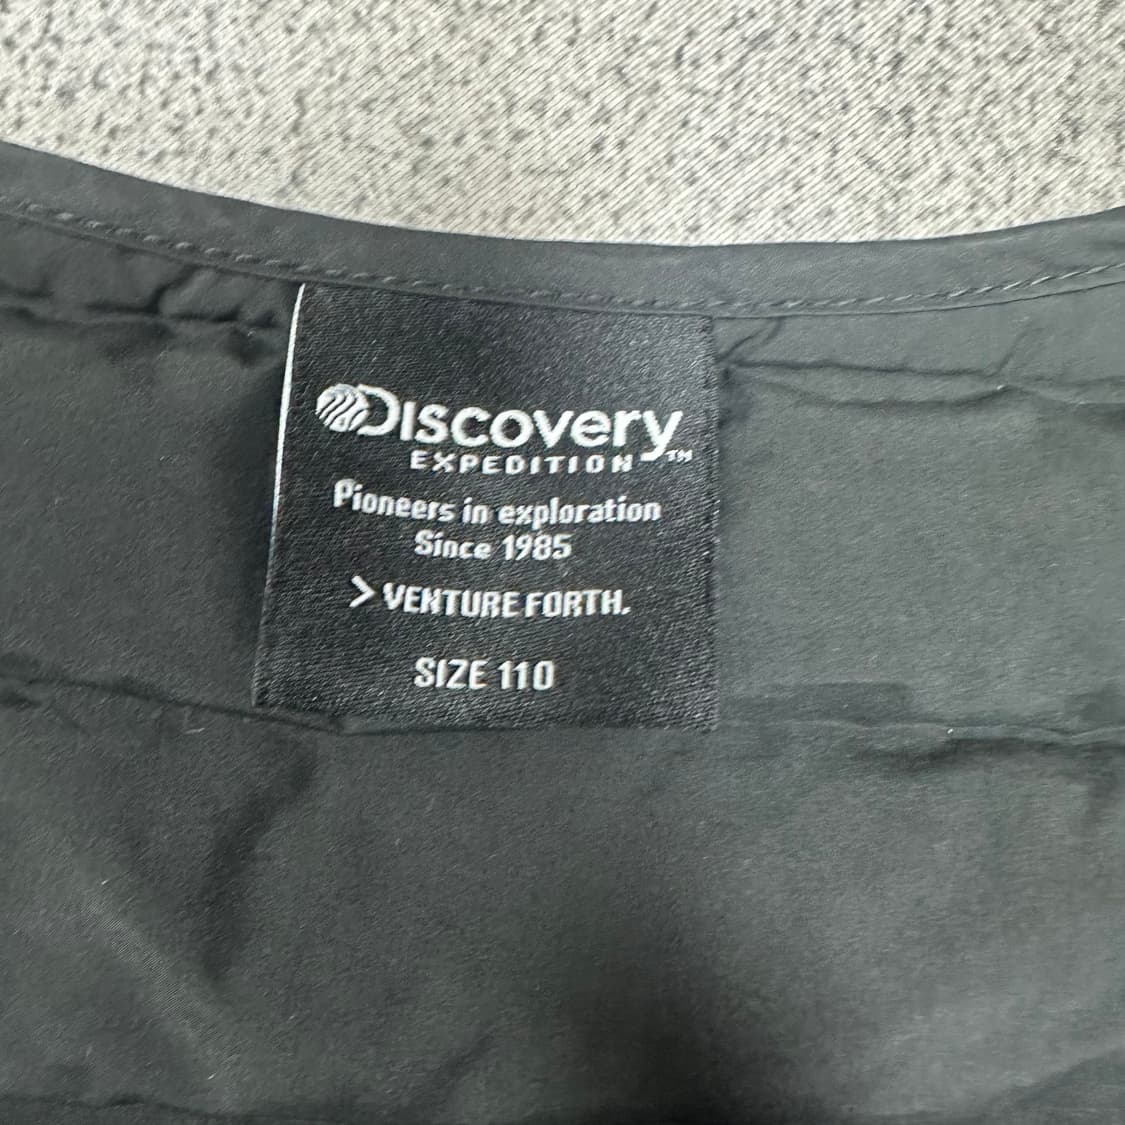 DISCOVERY
EXPEDITION™
Pioneers in exploration
Since 1985
> VENTURE FORTH.
SIZE 110